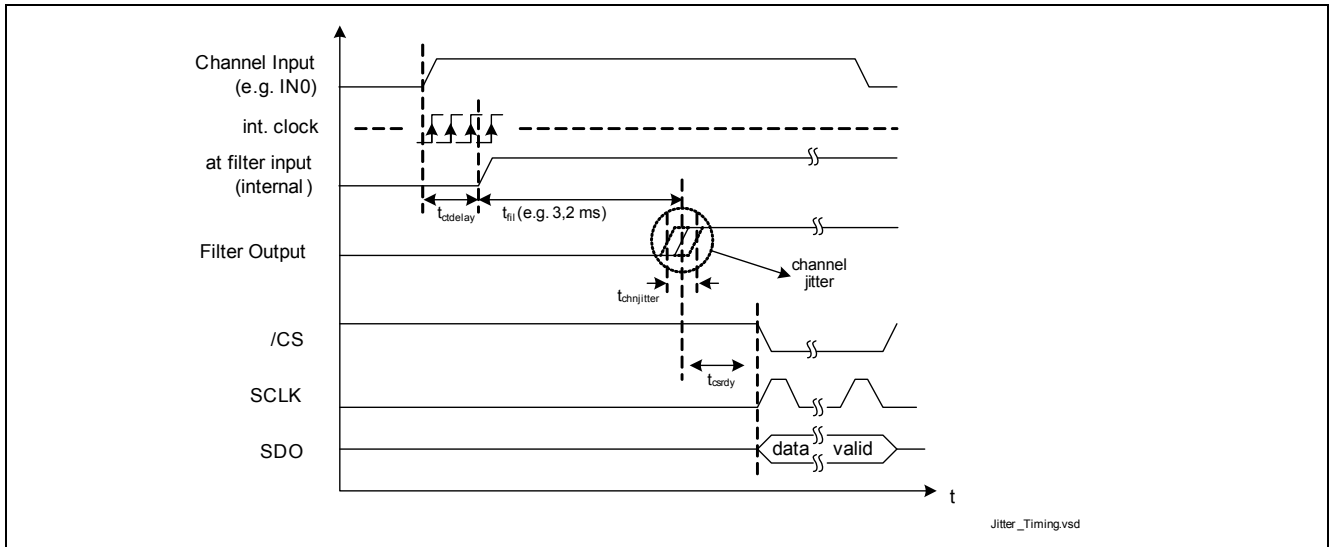 Channel Input
(e.g. IN0)
int. clock
at filter input
(internal)
tctdelay
tfil (e.g. 3,2 ms)
Filter Output
channel
jitter
tchnjitter
/CS
tcsrdy
SCLK
SDO
data valid
t
Jitter_Timing.vsd